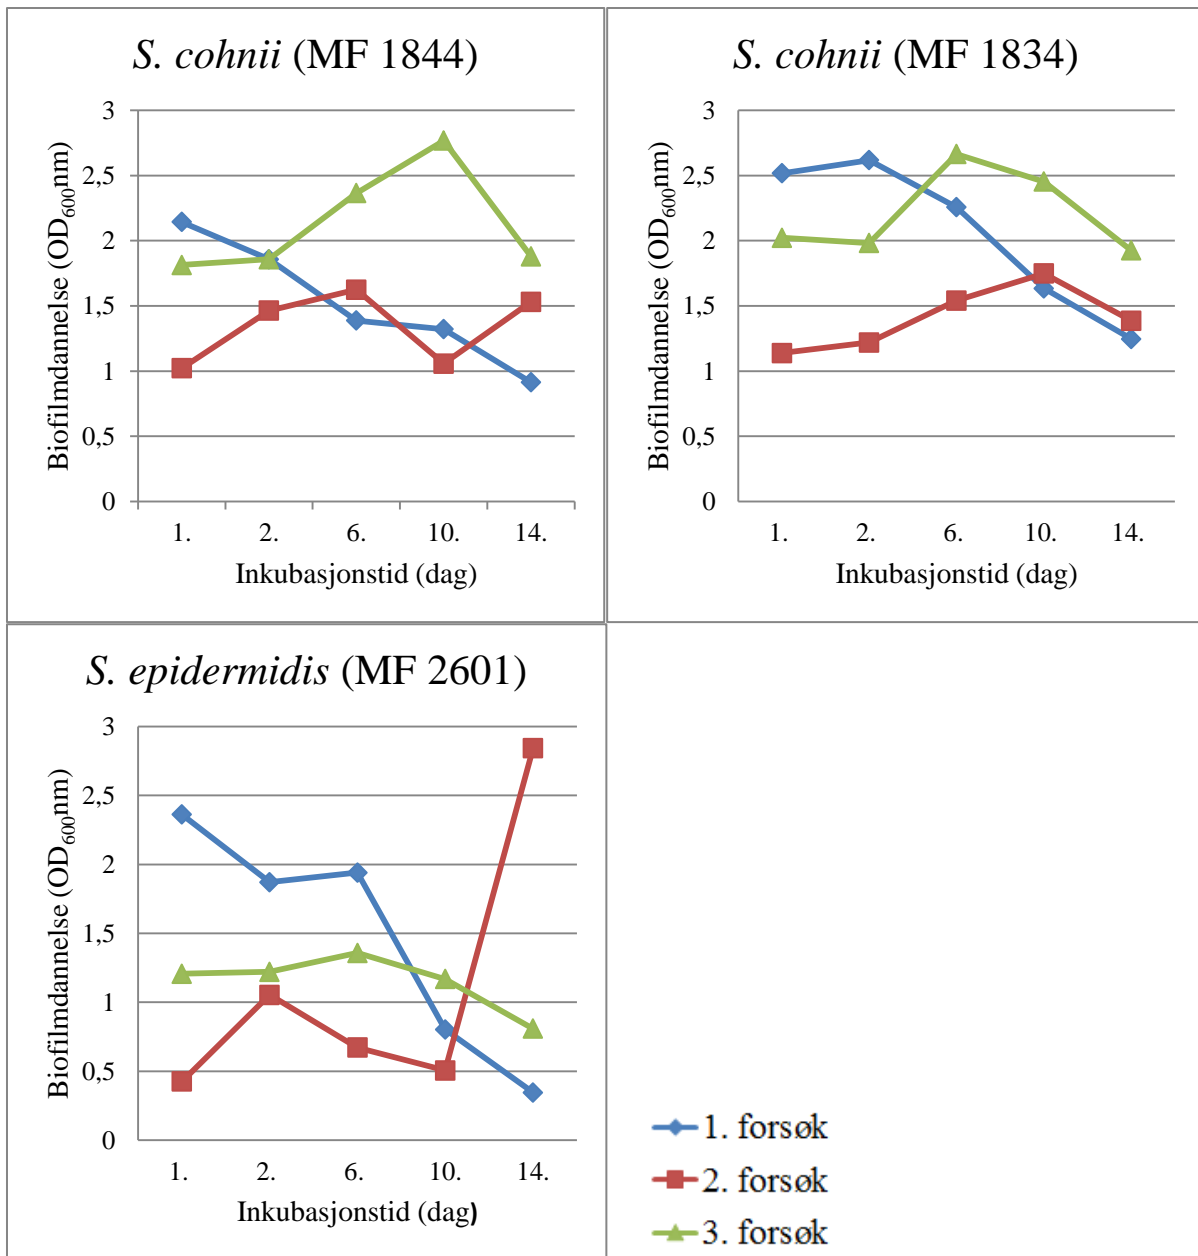 S. cohnii (MF 1844)
Biofilmdannelse (OD600nm)
3
2,5
2
1,5
1
0,5
0
1. 2. 6. 10. 14.
Inkubasjonstid (dag)
S. cohnii (MF 1834)
Biofilmdannelse (OD600nm)
3
2,5
2
1,5
1
0,5
0
1. 2. 6. 10. 14.
Inkubasjonstid (dag)
S. epidermidis (MF 2601)
Biofilmdannelse (OD600nm)
3
2,5
2
1,5
1
0,5
0
1. 2. 6. 10. 14.
Inkubasjonstid (dag)
1. forsøk
2. forsøk
3. forsøk